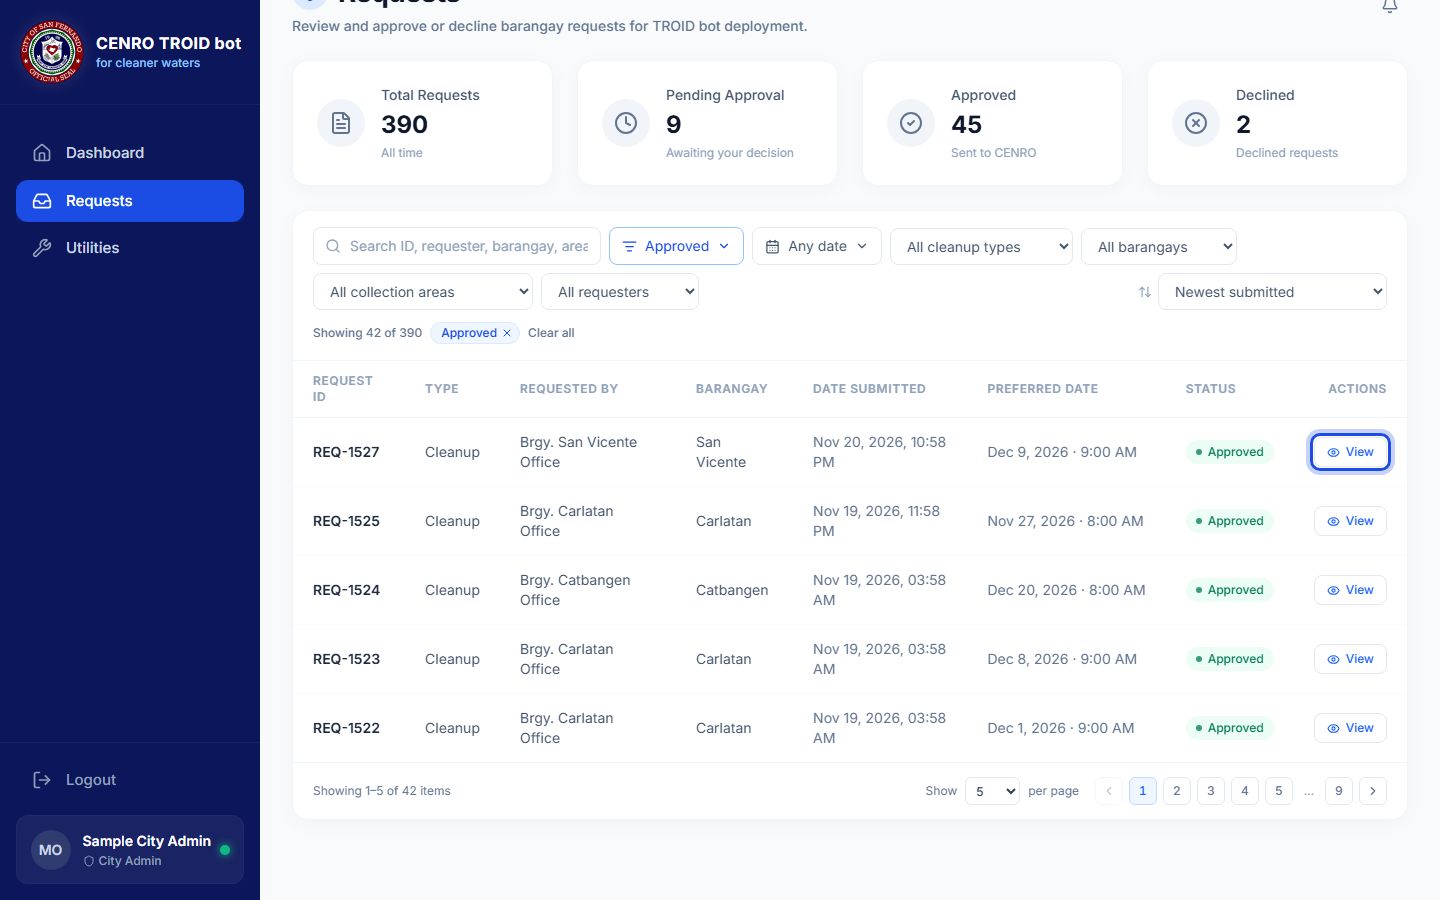 CITY OF SAN FERNANDO
OFFICIAL SEAL
CENRO TROID bot
for cleaner waters
Dashboard
Requests
Utilities
Logout
MO
Sample City Admin
City Admin
Requests
Review and approve or decline barangay requests for TROID bot deployment.
Total Requests
390
All time
Pending Approval
9
Awaiting your decision
Approved
45
Sent to CENRO
Declined
2
Declined requests
Search ID, requester, barangay, area
Approved
Any date
All cleanup types
All barangays
All collection areas
All requesters
Newest submitted
Showing 42 of 390
Approved ×
Clear all
REQUEST
ID
TYPE
REQUESTED BY
BARANGAY
DATE SUBMITTED
PREFERRED DATE
STATUS
ACTIONS
REQ-1527
Cleanup
Brgy. San Vicente
Office
San
Vicente
Nov 20, 2026, 10:58
PM
Dec 9, 2026 · 9:00 AM
Approved
View
REQ-1525
Cleanup
Brgy. Carlatan
Office
Carlatan
Nov 19, 2026, 11:58
PM
Nov 27, 2026 · 8:00 AM
Approved
View
REQ-1524
Cleanup
Brgy. Catbangen
Office
Catbangen
Nov 19, 2026, 03:58
AM
Dec 20, 2026 · 8:00 AM
Approved
View
REQ-1523
Cleanup
Brgy. Carlatan
Office
Carlatan
Nov 19, 2026, 03:58
AM
Dec 8, 2026 · 9:00 AM
Approved
View
REQ-1522
Cleanup
Brgy. Carlatan
Office
Carlatan
Nov 19, 2026, 03:58
AM
Dec 1, 2026 · 9:00 AM
Approved
View
Showing 1–5 of 42 items
Show 5 per page
1 2 3 4 5 … 9